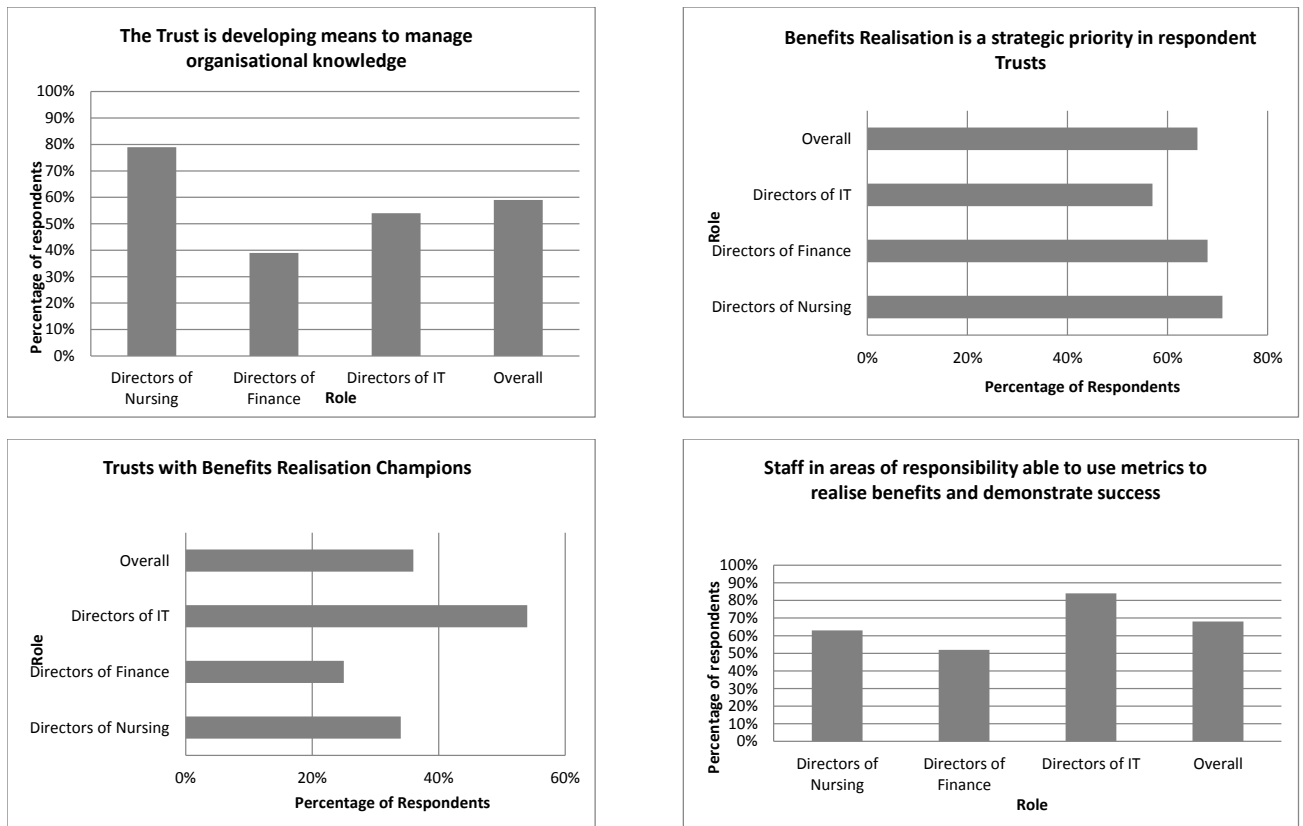 The Trust is developing means to manage
organisational knowledge
100%
90%
80%
70%
60%
50%
40%
30%
20%
10%
0%
Percentage of respondents
Directors of Nursing
Directors of Finance
Directors of IT
Overall
Role
Benefits Realisation is a strategic priority in respondent
Trusts
Overall
Directors of IT
Directors of Finance
Directors of Nursing
Role
0% 20% 40% 60% 80%
Percentage of Respondents
Trusts with Benefits Realisation Champions
Overall
Directors of IT
Directors of Finance
Directors of Nursing
Role
0% 20% 40% 60%
Percentage of Respondents
Staff in areas of responsibility able to use metrics to
realise benefits and demonstrate success
100%
90%
80%
70%
60%
50%
40%
30%
20%
10%
0%
Percentage of respondents
Directors of Nursing
Directors of Finance
Directors of IT
Overall
Role